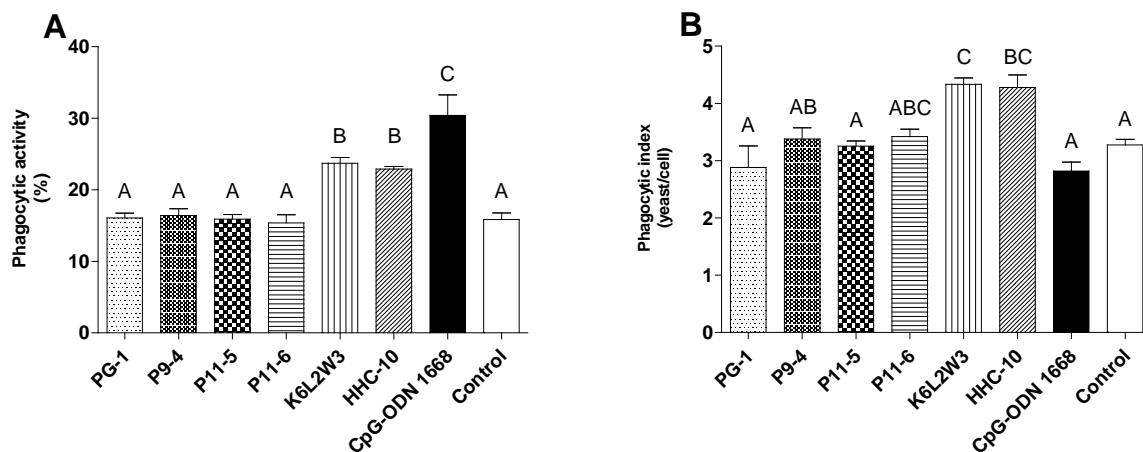 A
Phagocytic activity
(%)
40
30
20
10
0
A
A
A
A
B
B
C
A
PG-1
P9-4
P11-5
P11-6
K6L2W3
HHC-10
CpG-ODN 1668
Control
B
Phagocytic index
(yeast/cell)
5
4
3
2
1
0
A
AB
A
ABC
C
BC
A
A
PG-1
P9-4
P11-5
P11-6
K6L2W3
HHC-10
CpG-ODN 1668
Control